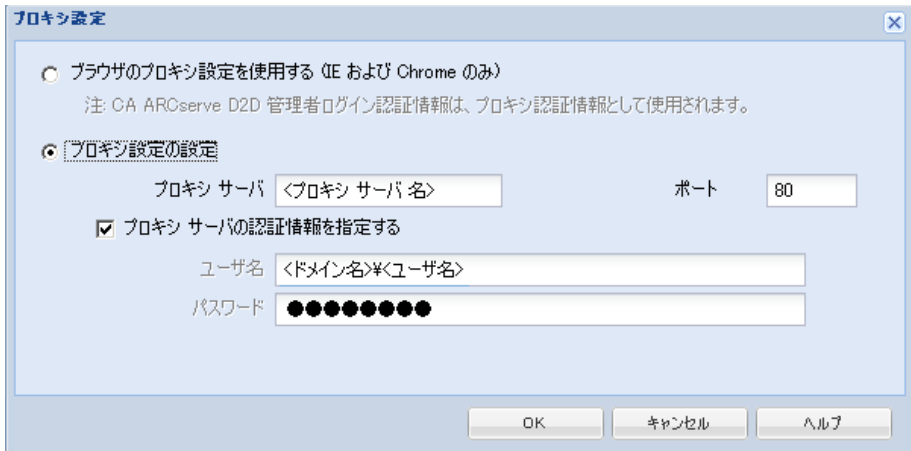 プロキシ設定
ブラウザのプロキシ設定を使用する (IE および Chrome のみ)
注: CA ARCserve D2D 管理者ログイン認証情報は、プロキシ認証情報として使用されます。
プロキシ設定の設定
プロキシ サーバ <プロキシ サーバ名> ポート 80
プロキシ サーバの認証情報を指定する
ユーザ名 <ドメイン名>¥<ユーザ名>
パスワード ●●●●●●●●
OK キャンセル ヘルプ